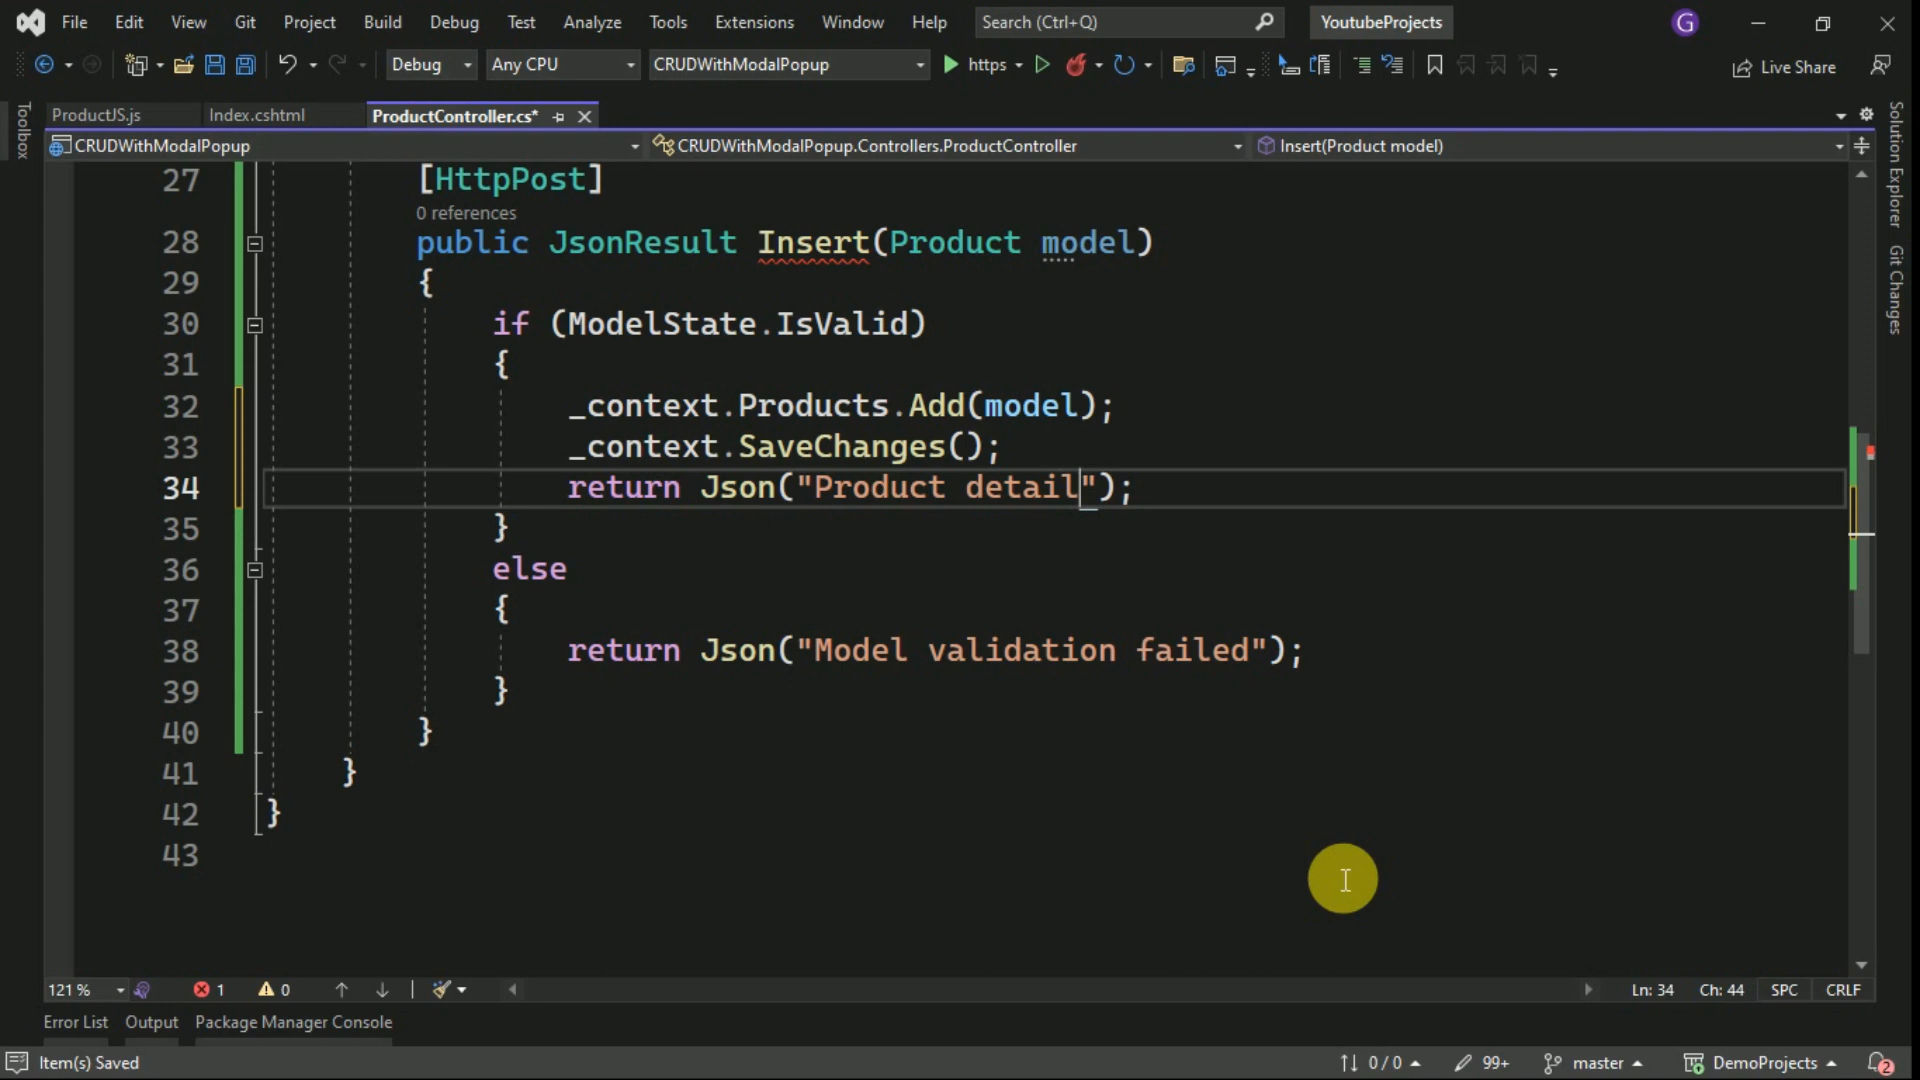 File Edit View Git Project Build Debug Test Analyze Tools Extensions Window Help Search (Ctrl+Q) YoutubeProjects G
Debug Any CPU CRUDWithModalPopup https Live Share
ProductJS.js Index.cshtml ProductController.cs*
CRUDWithModalPopup CRUDWithModalPopup.Controllers.ProductController Insert(Product model)
Toolbox
Solution Explorer
Git Changes
27 [HttpPost]
0 references
28 public JsonResult Insert(Product model)
29 {
30 if (ModelState.IsValid)
31 {
32 _context.Products.Add(model);
33 _context.SaveChanges();
34 return Json("Product detail");
35 }
36 else
37 {
38 return Json("Model validation failed");
39 }
40 }
41 }
42 }
43
121 % 1 0 Ln: 34 Ch: 44 SPC CRLF
Error List Output Package Manager Console
Item(s) Saved 0 / 0 99+ master DemoProjects 2